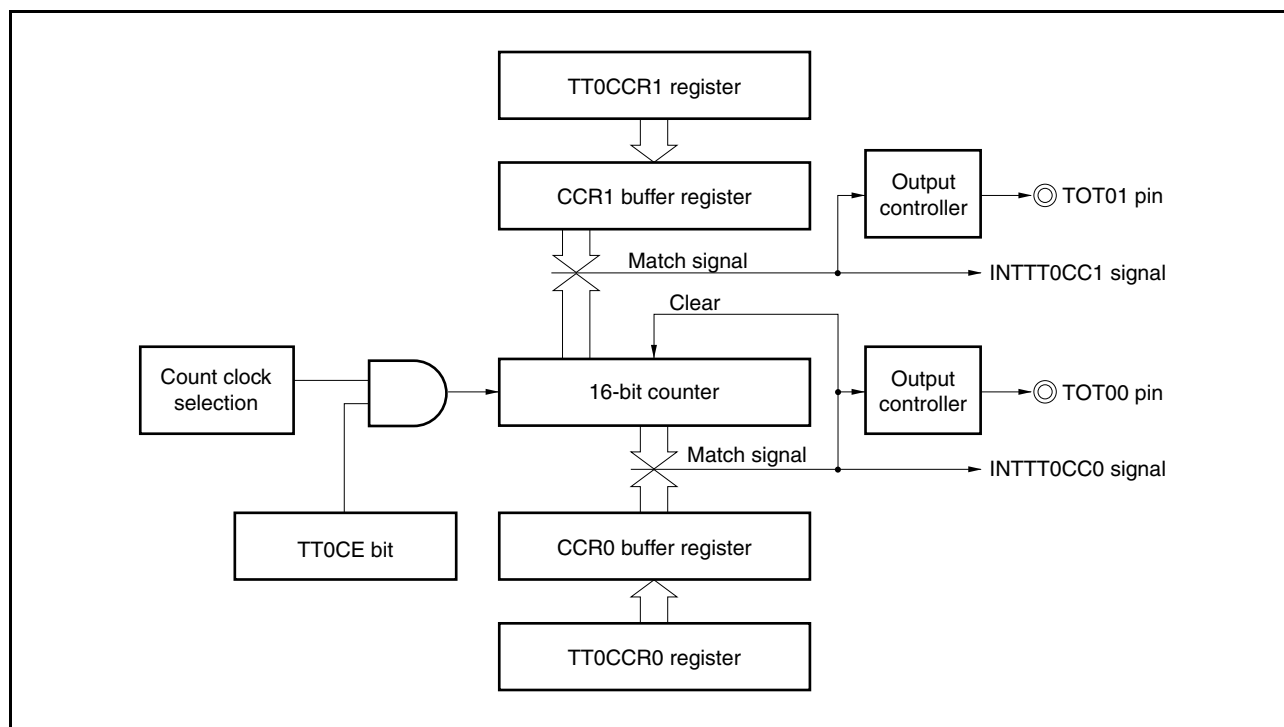 TT0CCR1 register
CCR1 buffer register
Output
controller
TOT01 pin
Match signal
INTTT0CC1 signal
Clear
Count clock
selection
16-bit counter
Output
controller
TOT00 pin
Match signal
INTTT0CC0 signal
TT0CE bit
CCR0 buffer register
TT0CCR0 register